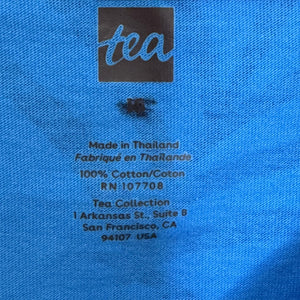 tea
Made in Thailand
Fabriqué en Thaïlande
100% Cotton/Coton
RN 107708
Tea Collection
1 Arkansas St., Suite B
San Francisco, CA
94107 USA